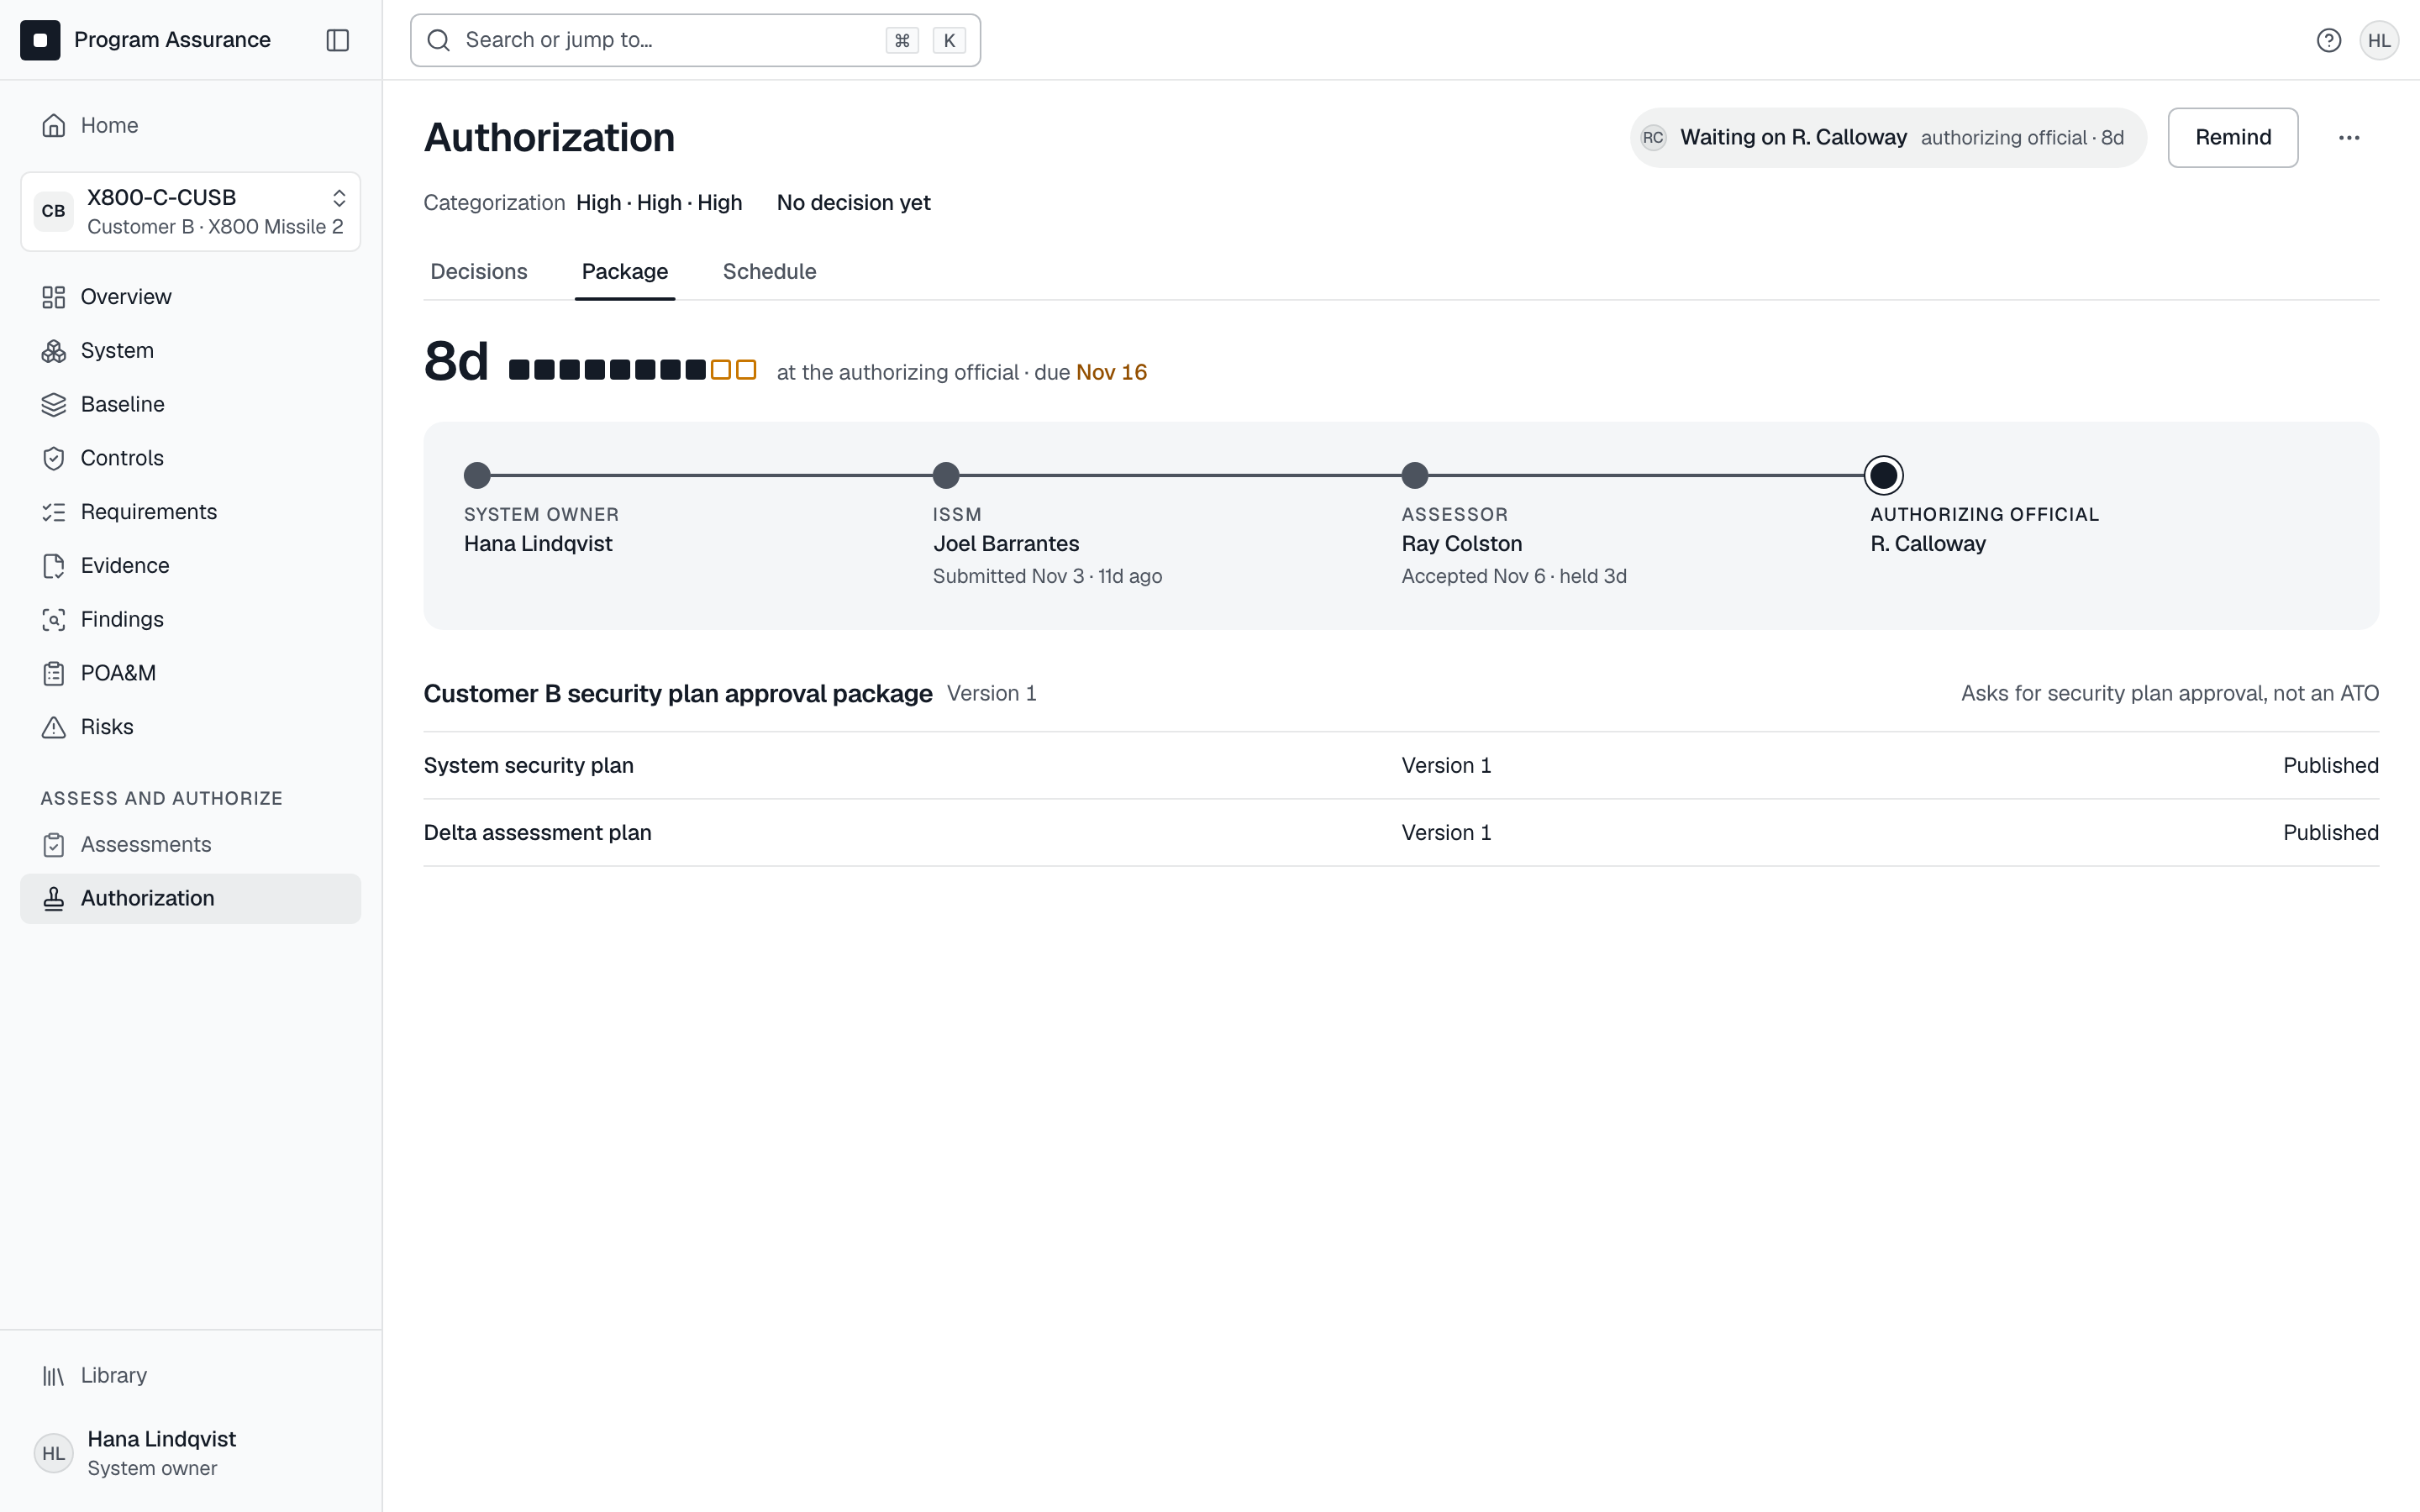 Program Assurance
Search or jump to...
⌘ K
HL
Home
CB
X800-C-CUSB
Customer B · X800 Missile 2
Overview
System
Baseline
Controls
Requirements
Evidence
Findings
POA&M
Risks
ASSESS AND AUTHORIZE
Assessments
Authorization
Library
HL
Hana Lindqvist
System owner
Authorization
RC Waiting on R. Calloway authorizing official · 8d
Remind
Categorization High · High · High No decision yet
Decisions Package Schedule
8d at the authorizing official · due Nov 16
SYSTEM OWNER
Hana Lindqvist
ISSM
Joel Barrantes
Submitted Nov 3 · 11d ago
ASSESSOR
Ray Colston
Accepted Nov 6 · held 3d
AUTHORIZING OFFICIAL
R. Calloway
Customer B security plan approval package Version 1 Asks for security plan approval, not an ATO
System security plan Version 1 Published
Delta assessment plan Version 1 Published